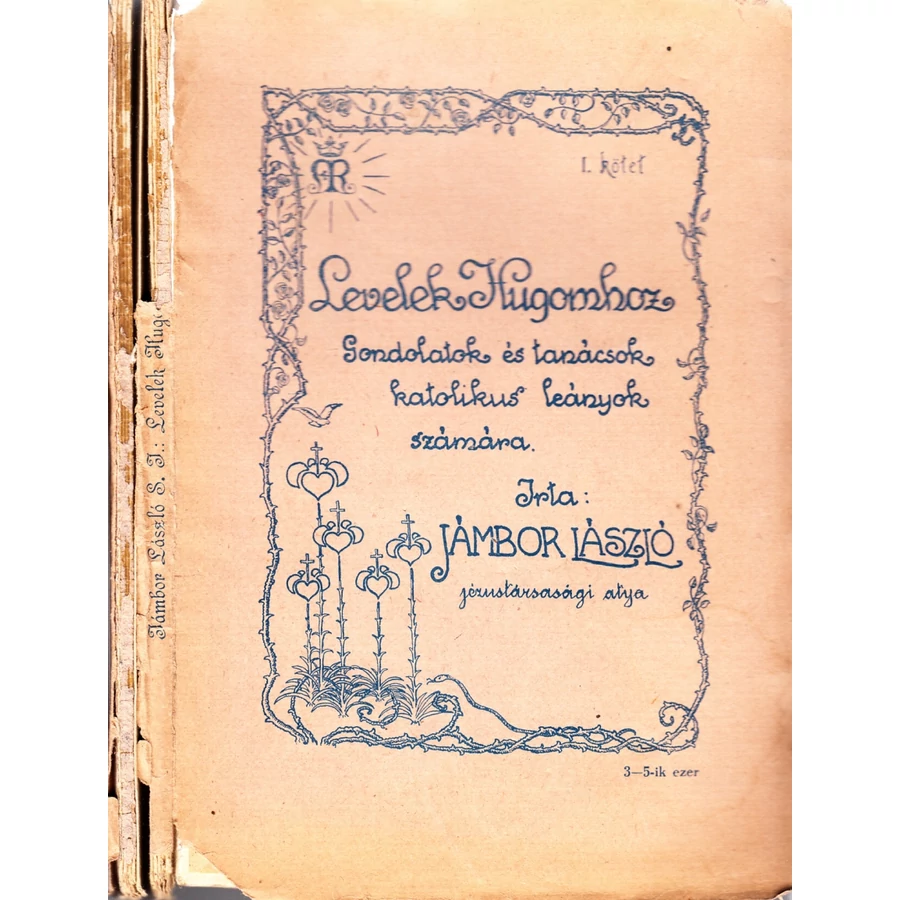 I. kötet
Levelek Hugomhoz
Gondolatok és tanácsok
katolikus leányok
számára.
Irta:
JÁMBOR LÁSZLÓ
jézustársasági atya
3—5-ik ezer
Jámbor László S. J.: Levelek Hug